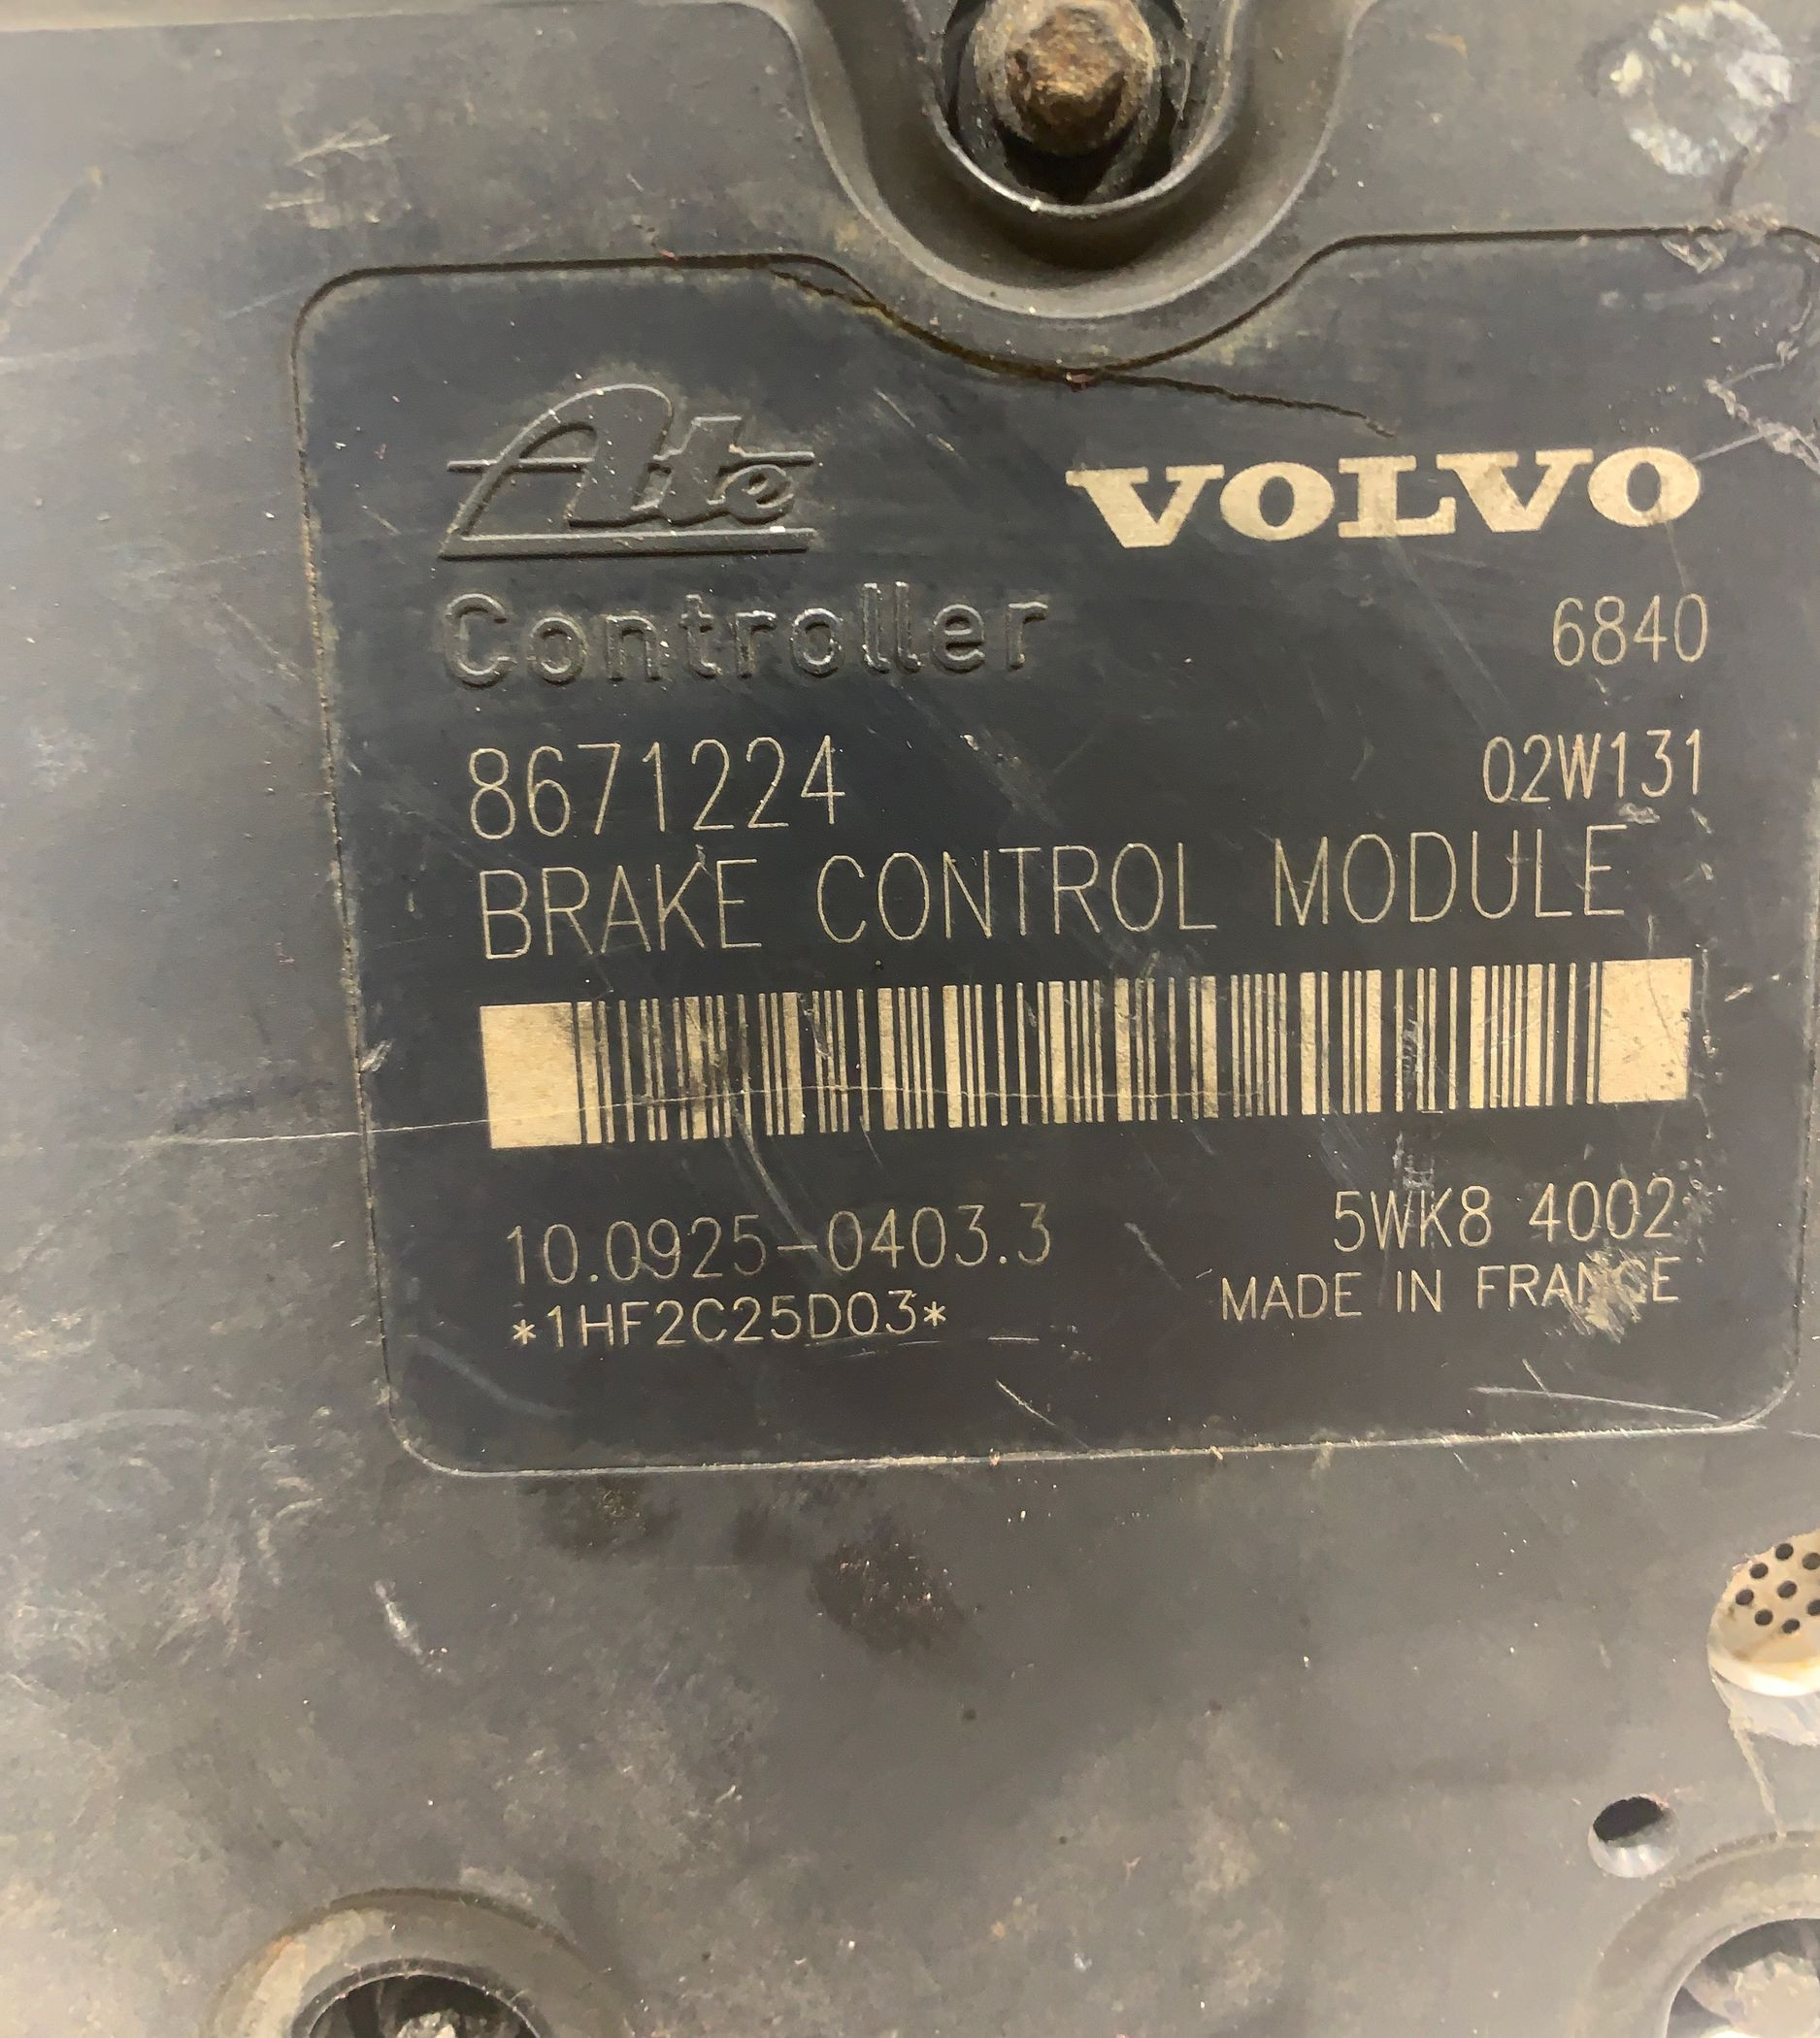 Ate
VOLVO
Controller
6840
8671224
02W131
BRAKE CONTROL MODULE
10.0925-0403.3
5WK8 4002
*1HF2C25D03*
MADE IN FRANCE